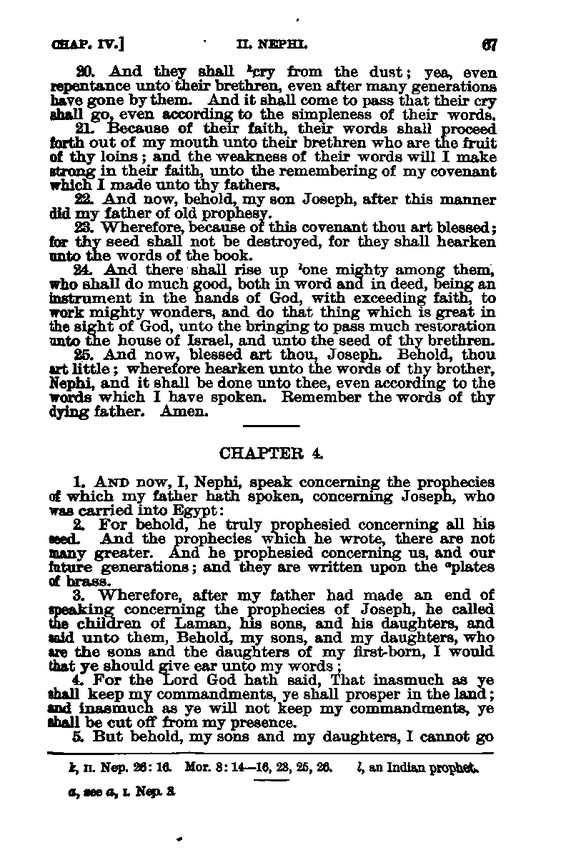 CHAP. IV.] II. NEPHI. 67
20. And they shall kcry from the dust; yea, even
repentance unto their brethren, even after many generations
have gone by them. And it shall come to pass that their cry
shall go, even according to the simpleness of their words.
21. Because of their faith, their words shall proceed
forth out of my mouth unto their brethren who are the fruit
of thy loins; and the weakness of their words will I make
strong in their faith, unto the remembering of my covenant
which I made unto thy fathers.
22. And now, behold, my son Joseph, after this manner
did my father of old prophesy.
23. Wherefore, because of this covenant thou art blessed;
for thy seed shall not be destroyed, for they shall hearken
unto the words of the book.
24. And there shall rise up lone mighty among them,
who shall do much good, both in word and in deed, being an
instrument in the hands of God, with exceeding faith, to
work mighty wonders, and do that thing which is great in
the sight of God, unto the bringing to pass much restoration
unto the house of Israel, and unto the seed of thy brethren.
25. And now, blessed art thou, Joseph. Behold, thou
art little; wherefore hearken unto the words of thy brother,
Nephi, and it shall be done unto thee, even according to the
words which I have spoken. Remember the words of thy
dying father. Amen.
CHAPTER 4.
1. AND now, I, Nephi, speak concerning the prophecies
of which my father hath spoken, concerning Joseph, who
was carried into Egypt:
2. For behold, he truly prophesied concerning all his
seed. And the prophecies which he wrote, there are not
many greater. And he prophesied concerning us, and our
future generations; and they are written upon the aplates
of brass.
3. Wherefore, after my father had made an end of
speaking concerning the prophecies of Joseph, he called
the children of Laman, his sons, and his daughters, and
said unto them, Behold, my sons, and my daughters, who
are the sons and the daughters of my first-born, I would
that ye should give ear unto my words;
4. For the Lord God hath said, That inasmuch as ye
shall keep my commandments, ye shall prosper in the land;
and inasmuch as ye will not keep my commandments, ye
shall be cut off from my presence.
5. But behold, my sons and my daughters, I cannot go
k, II. Nep. 26: 16. Mor. 8: 14—16, 23, 25, 26. l, an Indian prophet.
a, see a, I. Nep. 3.